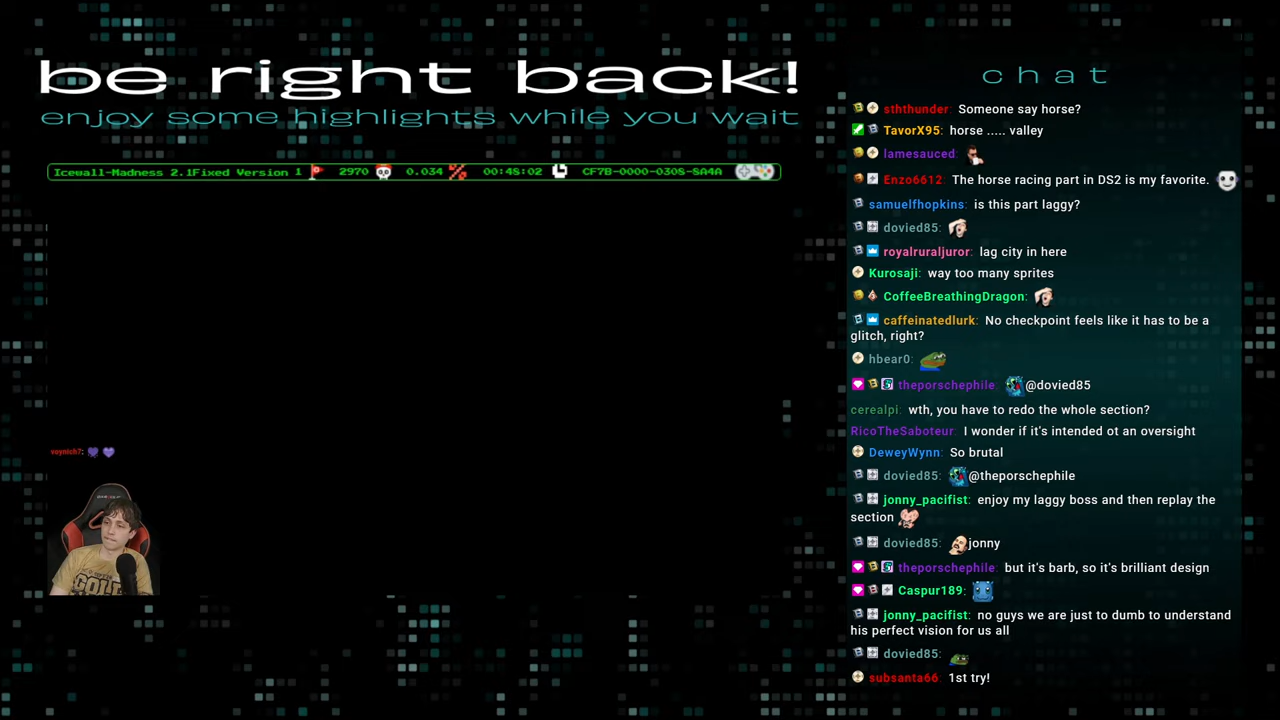 be right back!
enjoy some highlights while you wait
Icewall-Madness 2.1Fixed Version 1 2970 0.034 00:48:02 CF7B-0000-0308-8A4A
voynich7:
GOLD
chat
sththunder: Someone say horse?
TavorX95: horse ..... valley
lamesauced:
Enzo6612: The horse racing part in DS2 is my favorite.
samuelfhopkins: is this part laggy?
dovied85:
royalruraljuror: lag city in here
Kurosaji: way too many sprites
CoffeeBreathingDragon:
caffeinatedlurk: No checkpoint feels like it has to be a
glitch, right?
hbear0:
theporschephile: @dovied85
cerealpi: wth, you have to redo the whole section?
RicoTheSaboteur: I wonder if it's intended ot an oversight
DeweyWynn: So brutal
dovied85: @theporschephile
jonny_pacifist: enjoy my laggy boss and then replay the
section
dovied85: jonny
theporschephile: but it's barb, so it's brilliant design
Caspur189:
jonny_pacifist: no guys we are just to dumb to understand
his perfect vision for us all
dovied85:
subsanta66: 1st try!